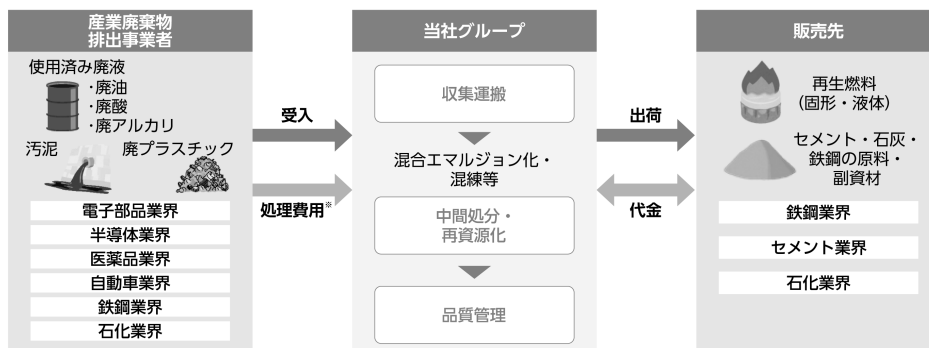 産業廃棄物
排出事業者
使用済み廃液
・廃油
・廃酸
・廃アルカリ
汚泥
廃プラスチック
電子部品業界
半導体業界
医薬品業界
自動車業界
鉄鋼業界
石化業界
受入
処理費用※
当社グループ
収集運搬
混合エマルジョン化・
混練等
中間処分・
再資源化
品質管理
出荷
代金
販売先
再生燃料
(固形・液体)
セメント・石灰・
鉄鋼の原料・
副資材
鉄鋼業界
セメント業界
石化業界